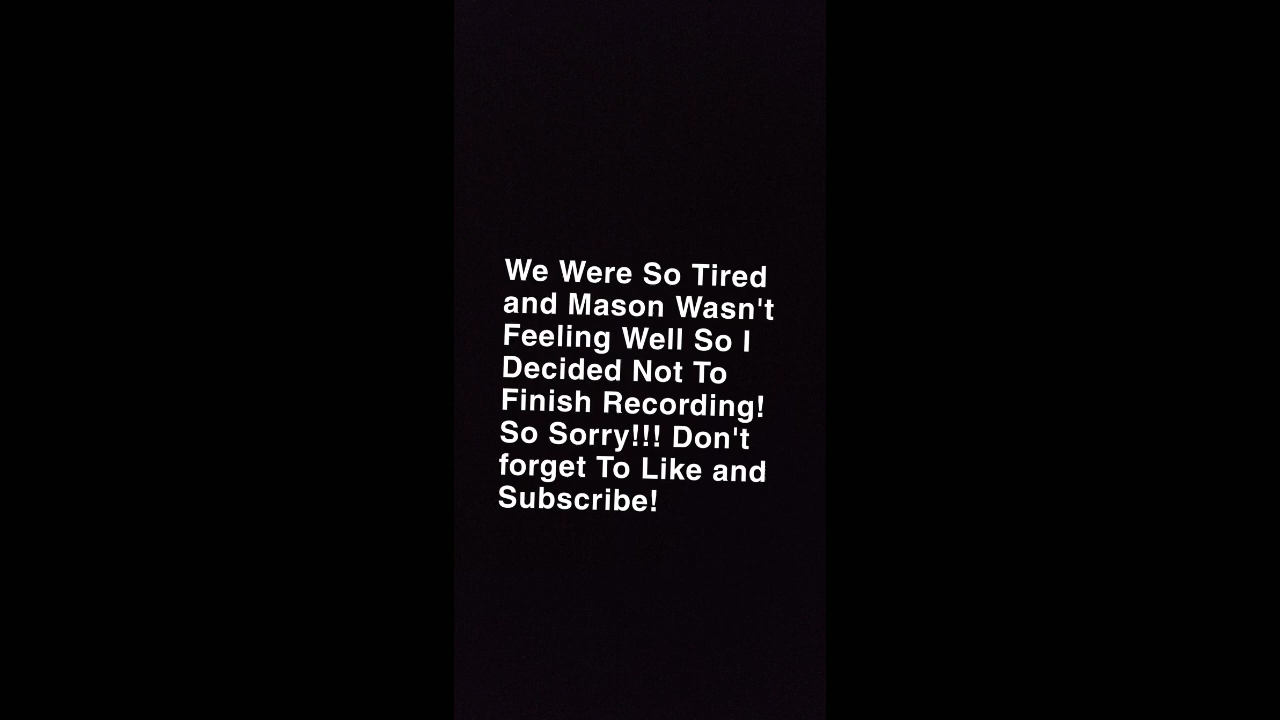 We Were So Tired
and Mason Wasn't
Feeling Well So I
Decided Not To
Finish Recording!
So Sorry!!! Don't
forget To Like and
Subscribe!